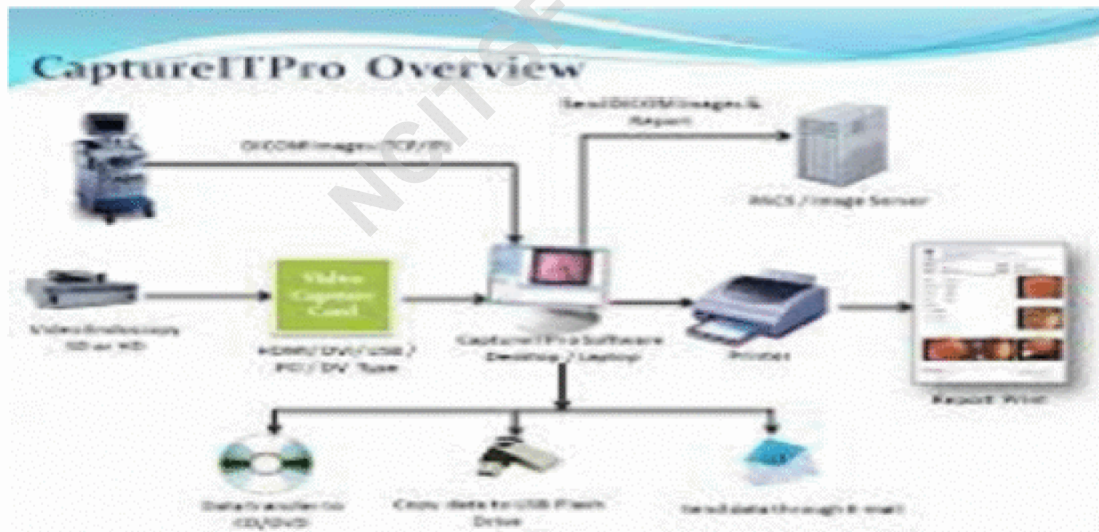 CaptureITPro Overview
Send DICOM Images &
Report
DICOM Images (TCP/IP)
PACS / Image Server
Video
Capture
Card
Video Endoscopy
SD or HD
HDMI / DVI / USB /
PCI / DV Type
CaptureITPro Software
Desktop / Laptop
Printer
Report Print
Data transfer to
CD/DVD
Copy data to USB Flash
Drive
Send data through E-mail